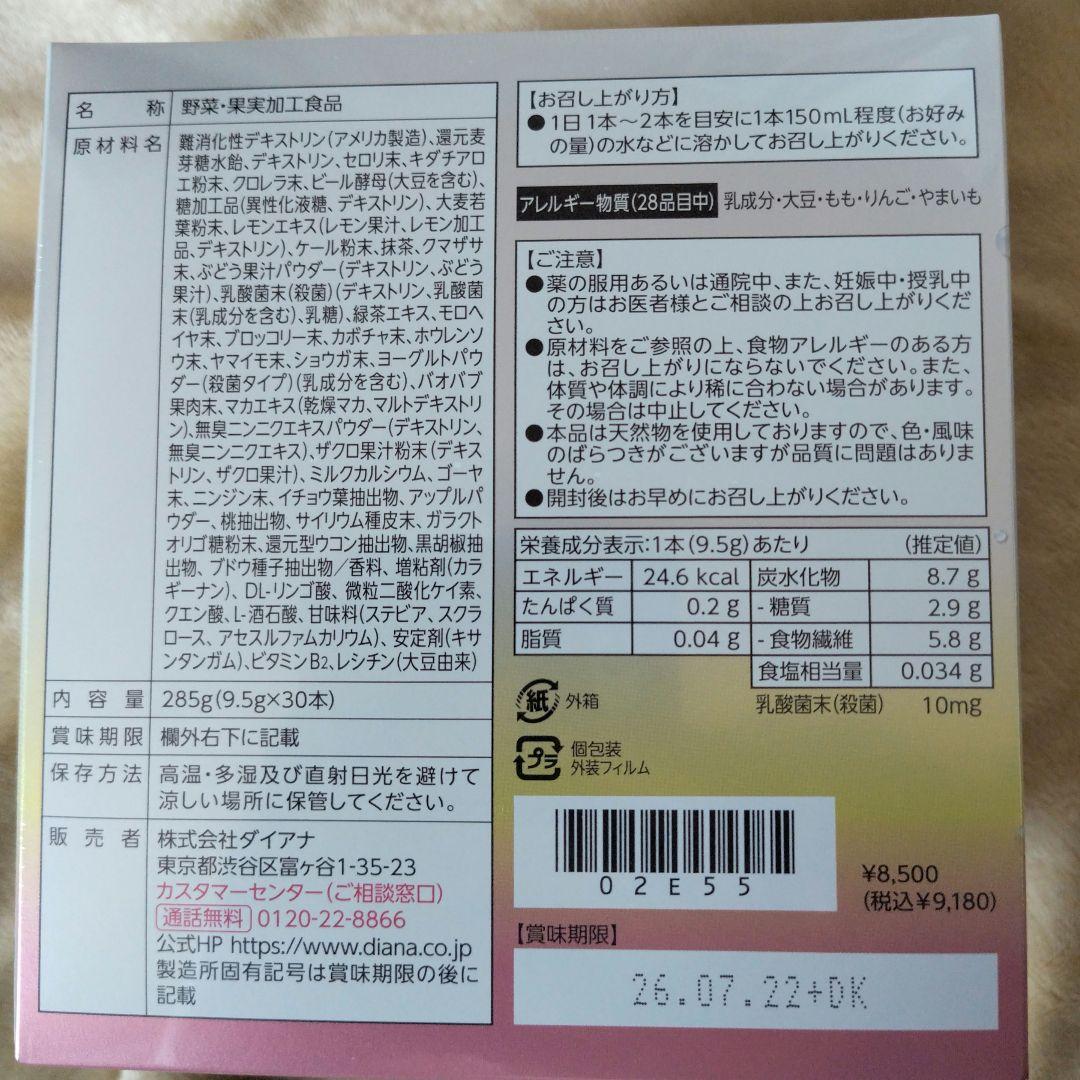 名称 野菜・果実加工食品
原材料名 難消化性デキストリン(アメリカ製造)、還元麦
芽糖水飴、デキストリン、セロリ末、キダチアロ
エ粉末、クロレラ末、ビール酵母(大豆を含む)、
糖加工品(異性化液糖、デキストリン)、大麦若
葉粉末、レモンエキス(レモン果汁、レモン加工
品、デキストリン)、ケール粉末、抹茶、クマザサ
末、ぶどう果汁パウダー(デキストリン、ぶどう
果汁)、乳酸菌末(殺菌)(デキストリン、乳酸菌
末(乳成分を含む)、乳糖)、緑茶エキス、モロヘ
イヤ末、ブロッコリー末、カボチャ末、ホウレンソ
ウ末、ヤマイモ末、ショウガ末、ヨーグルトパウ
ダー(殺菌タイプ)(乳成分を含む)、バオバブ
果肉末、マカエキス(乾燥マカ、マルトデキストリ
ン)、無臭ニンニクエキスパウダー(デキストリン、
無臭ニンニクエキス)、ザクロ果汁粉末(デキス
トリン、ザクロ果汁)、ミルクカルシウム、ゴーヤ
末、ニンジン末、イチョウ葉抽出物、アップルパ
ウダー、桃抽出物、サイリウム種皮末、ガラクト
オリゴ糖粉末、還元型ウコン抽出物、黒胡椒抽
出物、ブドウ種子抽出物／香料、増粘剤(カラ
ギーナン)、DL-リンゴ酸、微粒二酸化ケイ素、
クエン酸、L-酒石酸、甘味料(ステビア、スクラ
ロース、アセスルファムカリウム)、安定剤(キサ
ンタンガム)、ビタミンB₂、レシチン(大豆由来)
内容量 285g(9.5g×30本)
賞味期限 欄外右下に記載
保存方法 高温・多湿及び直射日光を避けて
涼しい場所に保管してください。
販売者 株式会社ダイアナ
東京都渋谷区富ヶ谷1-35-23
カスタマーセンター(ご相談窓口)
通話無料 0120-22-8866
公式HP https://www.diana.co.jp
製造所固有記号は賞味期限の後に
記載
【お召し上がり方】
●1日1本～2本を目安に1本150mL程度(お好み
の量)の水などに溶かしてお召し上がりください。
アレルギー物質(28品目中) 乳成分・大豆・もも・りんご・やまいも
【ご注意】
●薬の服用あるいは通院中、また、妊娠中・授乳中
の方はお医者様とご相談の上お召し上がりくだ
さい。
●原材料をご参照の上、食物アレルギーのある方
は、お召し上がりにならないでください。また、
体質や体調により稀に合わない場合があります。
その場合は中止してください。
●本品は天然物を使用しておりますので、色・風味
のばらつきがございますが品質に問題はありま
せん。
●開封後はお早めにお召し上がりください。
栄養成分表示:1本(9.5g)あたり (推定値)
エネルギー 24.6 kcal 炭水化物 8.7 g
たんぱく質 0.2 g -糖質 2.9 g
脂質 0.04 g -食物繊維 5.8 g
食塩相当量 0.034 g
乳酸菌末(殺菌) 10mg
紙 外箱
プラ 個包装
外装フィルム
02E55
¥8,500
(税込¥9,180)
【賞味期限】
26.07.22+DK